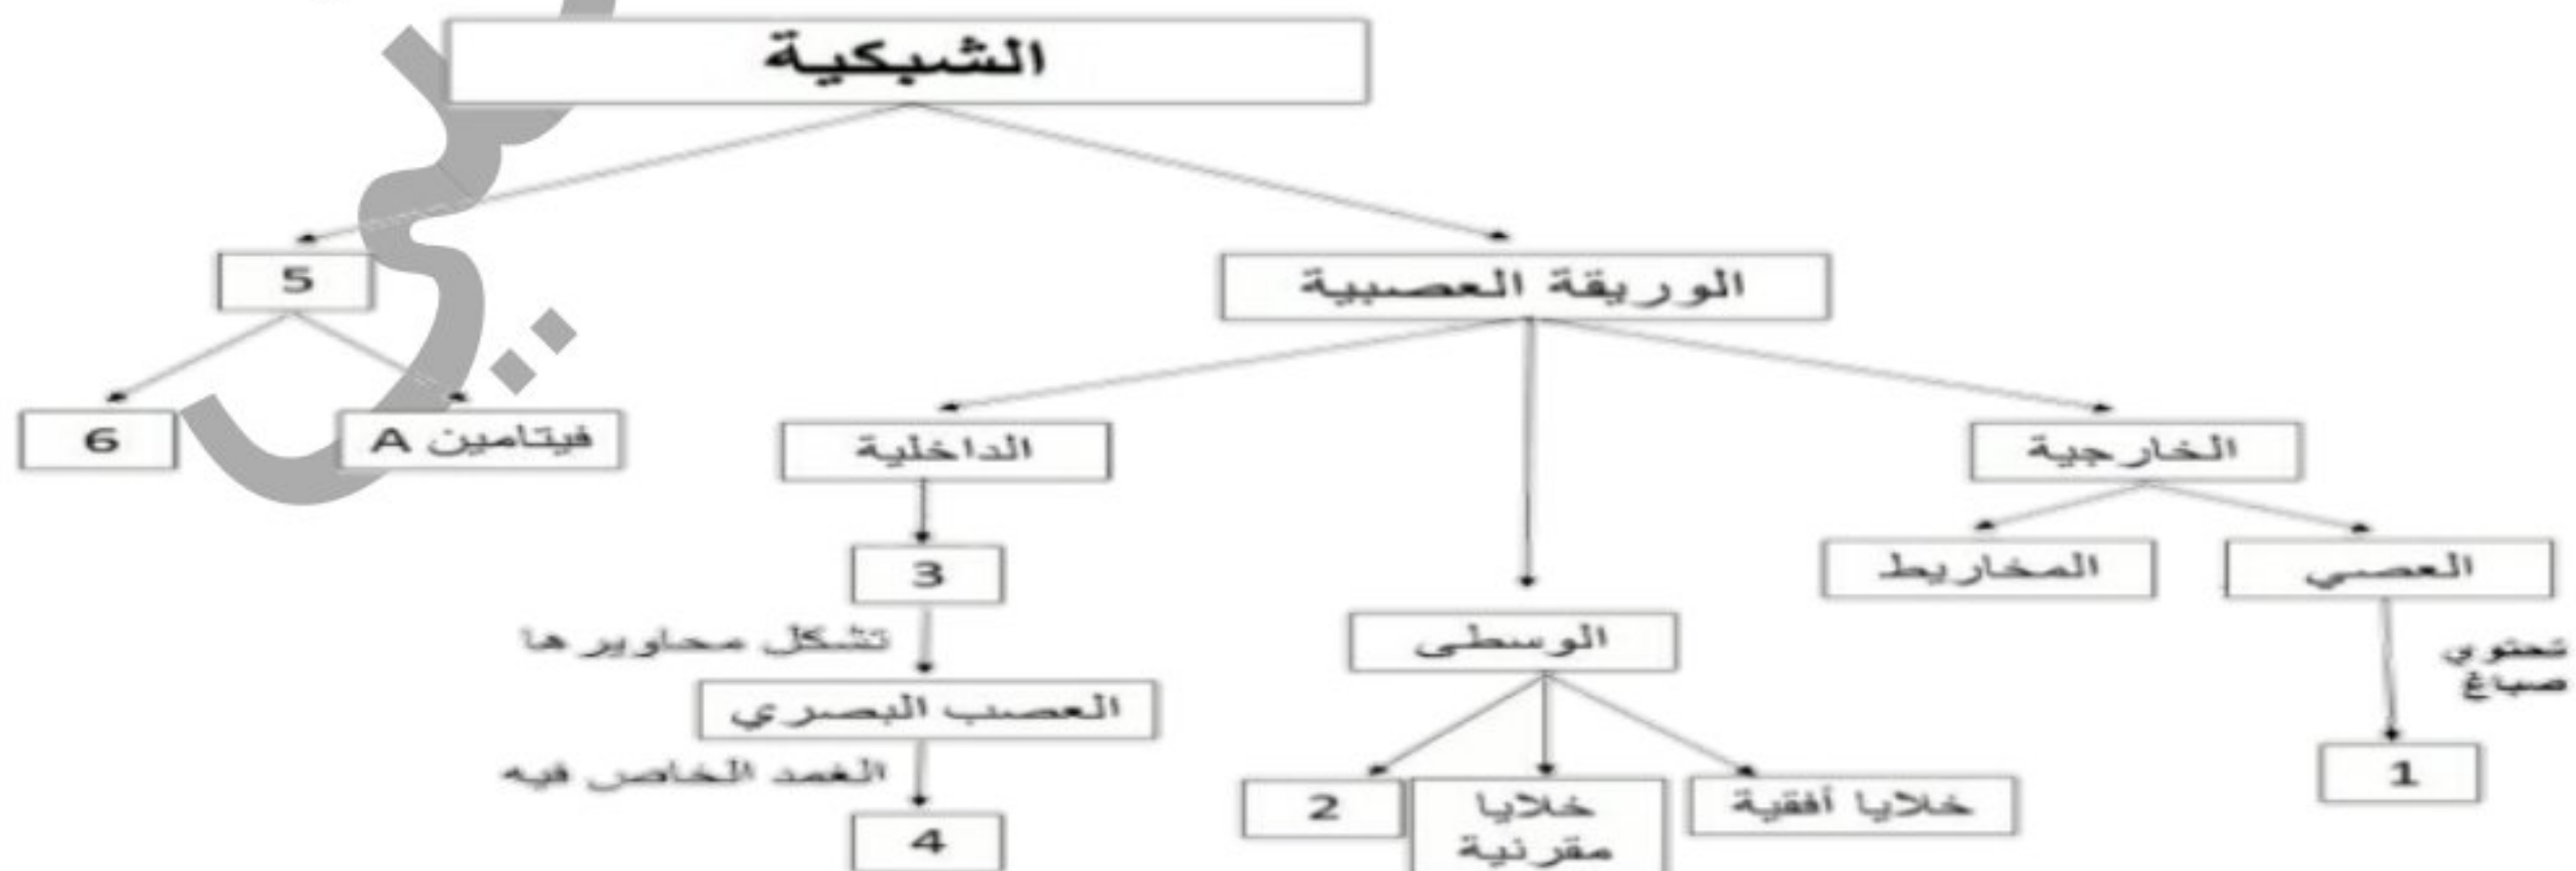 الشبكية
الوريقة العصبية
5
الخارجية
الداخلية
فيتامين A
6
العصي
المخاريط
3
تحتوي
صباغ
الوسطى
تشكل محاويرها
العصب البصري
1
خلايا أفقية
خلايا
مقرنية
2
الغمد الخاص فيه
4